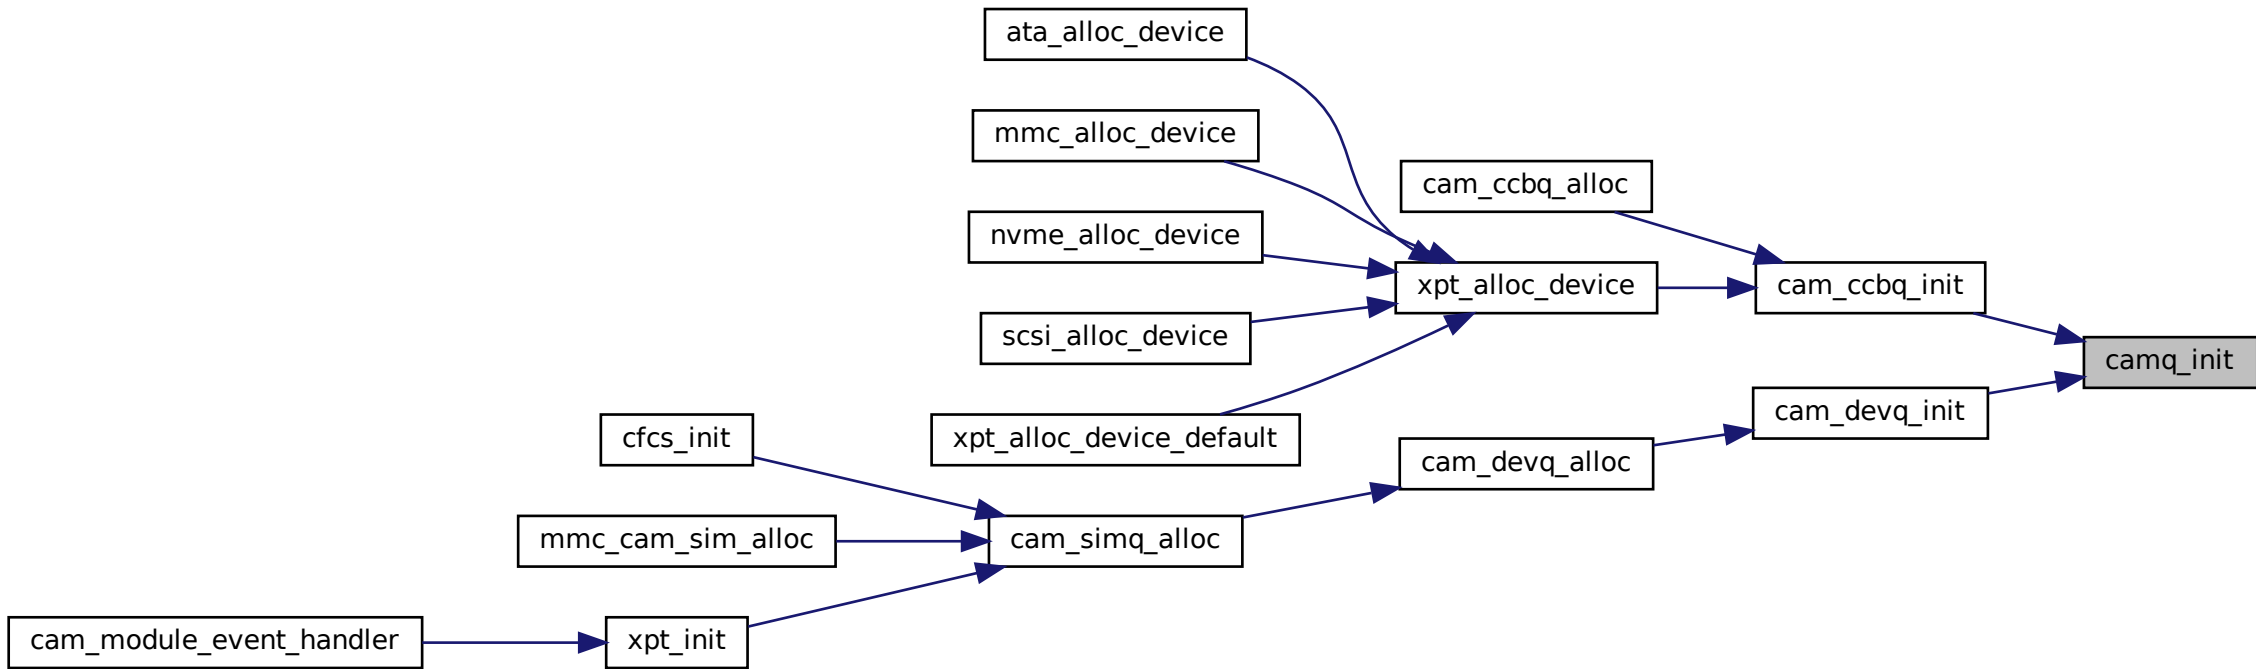 ata_alloc_device
mmc_alloc_device
cam_ccbq_alloc
nvme_alloc_device
xpt_alloc_device
cam_ccbq_init
scsi_alloc_device
camq_init
cam_devq_init
cfcs_init
xpt_alloc_device_default
cam_devq_alloc
mmc_cam_sim_alloc
cam_simq_alloc
cam_module_event_handler
xpt_init